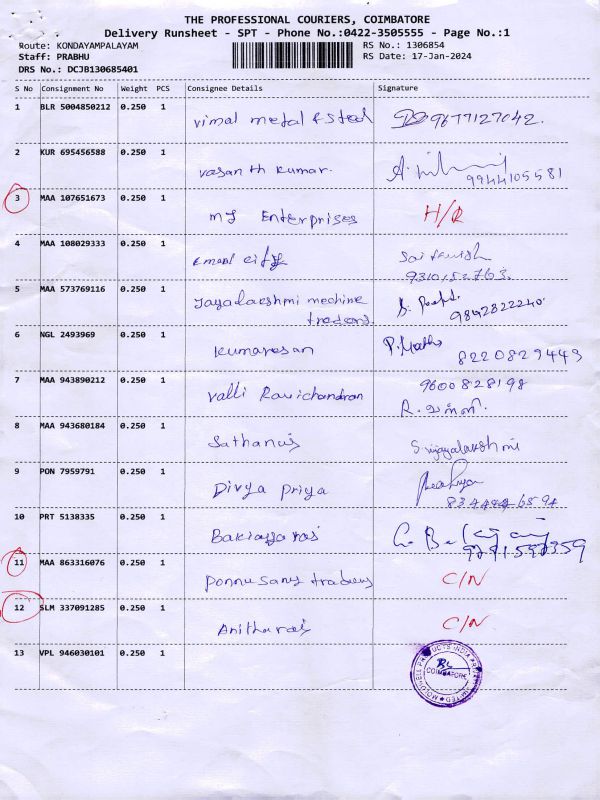 THE PROFESSIONAL COURIERS, COIMBATORE
Delivery Runsheet - SPT - Phone No.:0422-3505555 - Page No.:1
Route: KONDAYAMPALAYAM RS No.: 1306854
Staff: PRABHU RS Date: 17-Jan-2024
DRS No.: DCJB130685401
S No Consignment No Weight PCS Consignee Details Signature
1 BLR 5004850212 0.250 1 vimal metal & Steel 9677127042.
2 KUR 695456588 0.250 1 vasanth kumar. 9944105581
3 MAA 107651673 0.250 1 MJ Enterprises H/R
4 MAA 108029333 0.250 1 9310152763.
5 MAA 573769116 0.250 1 Jayalakshmi mechine
traders. 9842822240
6 NGL 2493969 0.250 1 kumaresan 8220829449
7 MAA 943890212 0.250 1 valli Ravichandran 9600828198
8 MAA 943680184 0.250 1 Sathanus Svijayalakshmi
9 PON 7959791 0.250 1 Divya priya
10 PRT 5138335 0.250 1
11 MAA 863316076 0.250 1 ponnusamy traders C/N
12 SLM 337091285 0.250 1 Anitharaj C/N
13 VPL 946030101 0.250 1 COIMBATORE